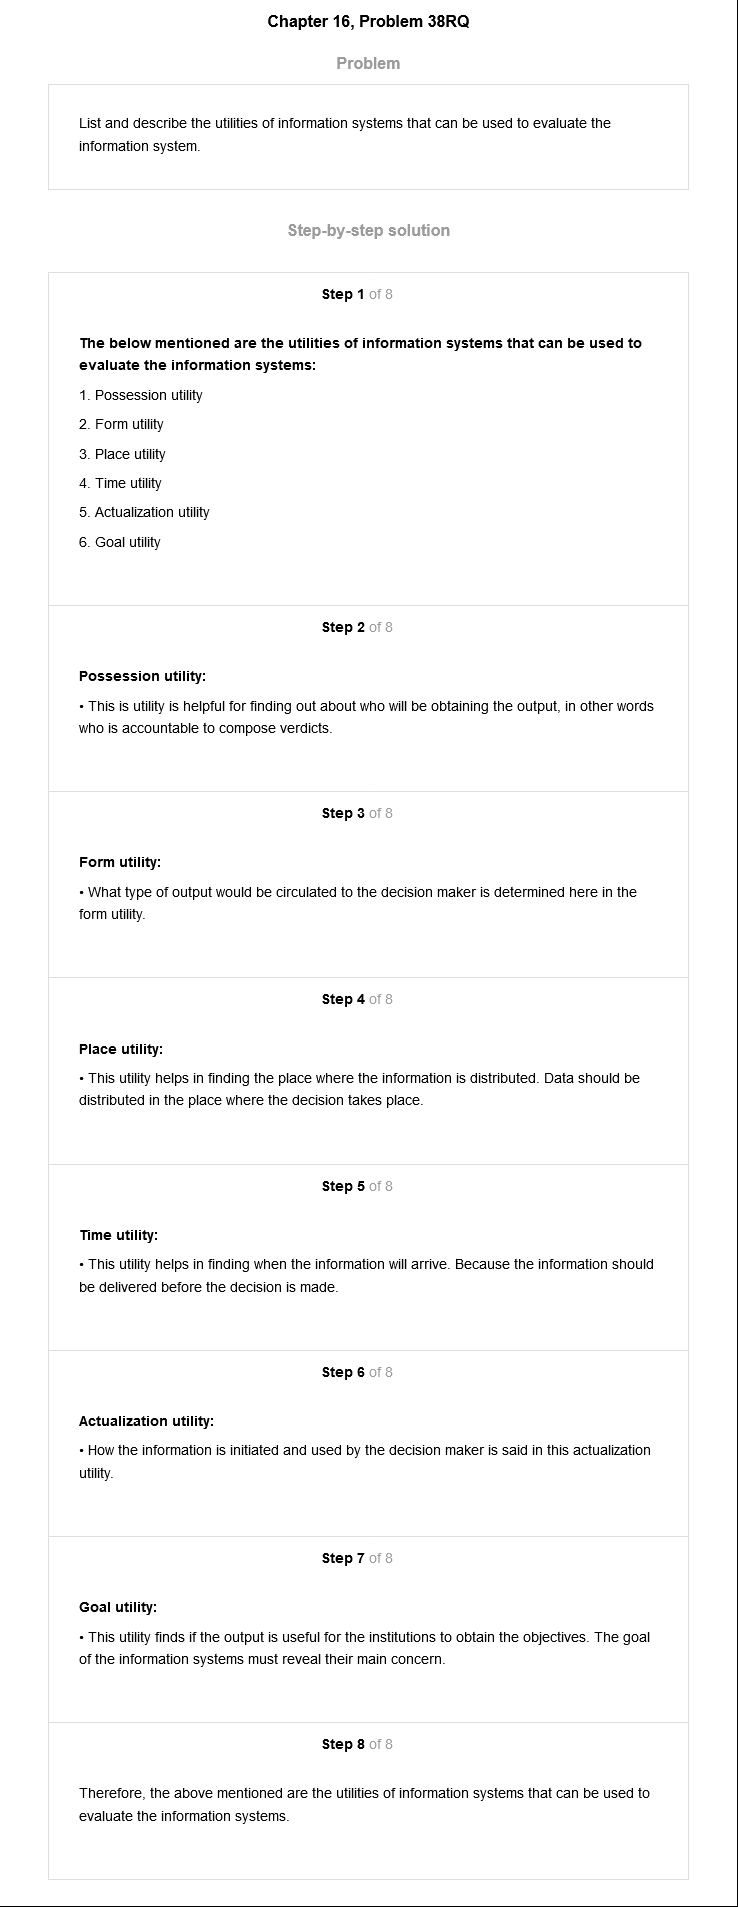 Chapter 16, Problem 38RQ
Problem
List and describe the utilities of information systems that can be used to evaluate the
information system.
Step-by-step solution
Step 1 of 8
The below mentioned are the utilities of information systems that can be used to
evaluate the information systems:
1. Possession utility
2. Form utility
3. Place utility
4. Time utility
5. Actualization utility
6. Goal utility
Step 2 of 8
Possession utility:
• This is utility is helpful for finding out about who will be obtaining the output, in other words
who is accountable to compose verdicts.
Step 3 of 8
Form utility:
• What type of output would be circulated to the decision maker is determined here in the
form utility.
Step 4 of 8
Place utility:
• This utility helps in finding the place where the information is distributed. Data should be
distributed in the place where the decision takes place.
Step 5 of 8
Time utility:
• This utility helps in finding when the information will arrive. Because the information should
be delivered before the decision is made.
Step 6 of 8
Actualization utility:
• How the information is initiated and used by the decision maker is said in this actualization
utility.
Step 7 of 8
Goal utility:
• This utility finds if the output is useful for the institutions to obtain the objectives. The goal
of the information systems must reveal their main concern.
Step 8 of 8
Therefore, the above mentioned are the utilities of information systems that can be used to
evaluate the information systems.